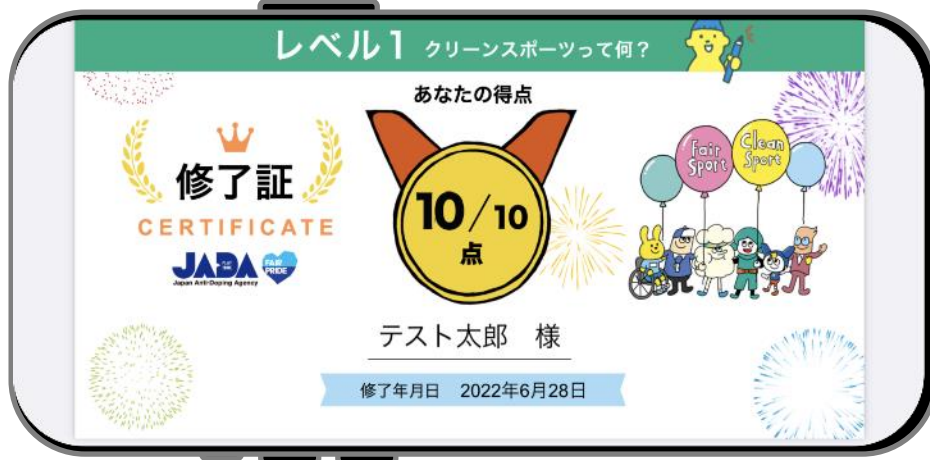 レベル1 クリーンスポーツって何？
あなたの得点
修了証
CERTIFICATE
JADA
PLAY TRUE
Japan Anti-Doping Agency
FAIR PRIDE
10/10
点
Fair Sport
Clean Sport
テスト太郎 様
修了年月日 2022年6月28日